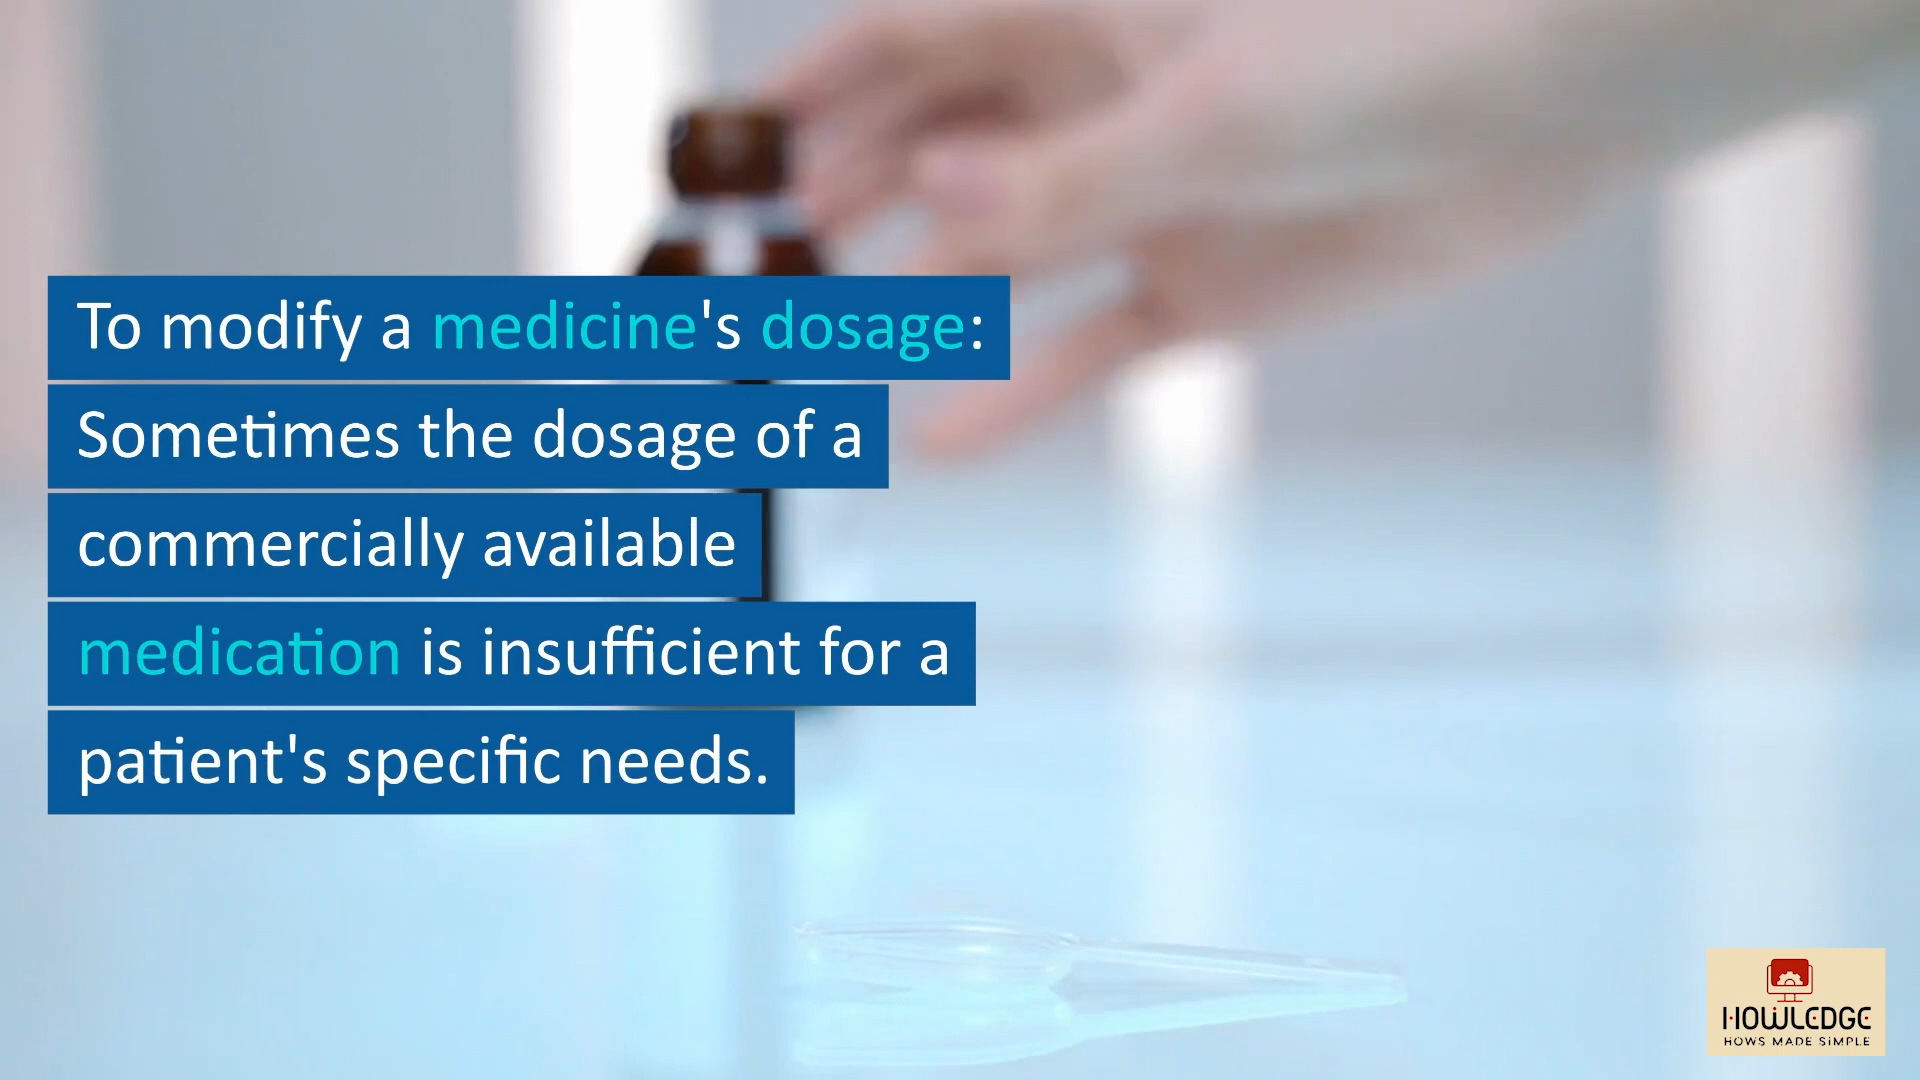 To modify a medicine's dosage:
Sometimes the dosage of a
commercially available
medication is insufficient for a
patient's specific needs.
HOWLEDGE
HOWS MADE SiMPLE